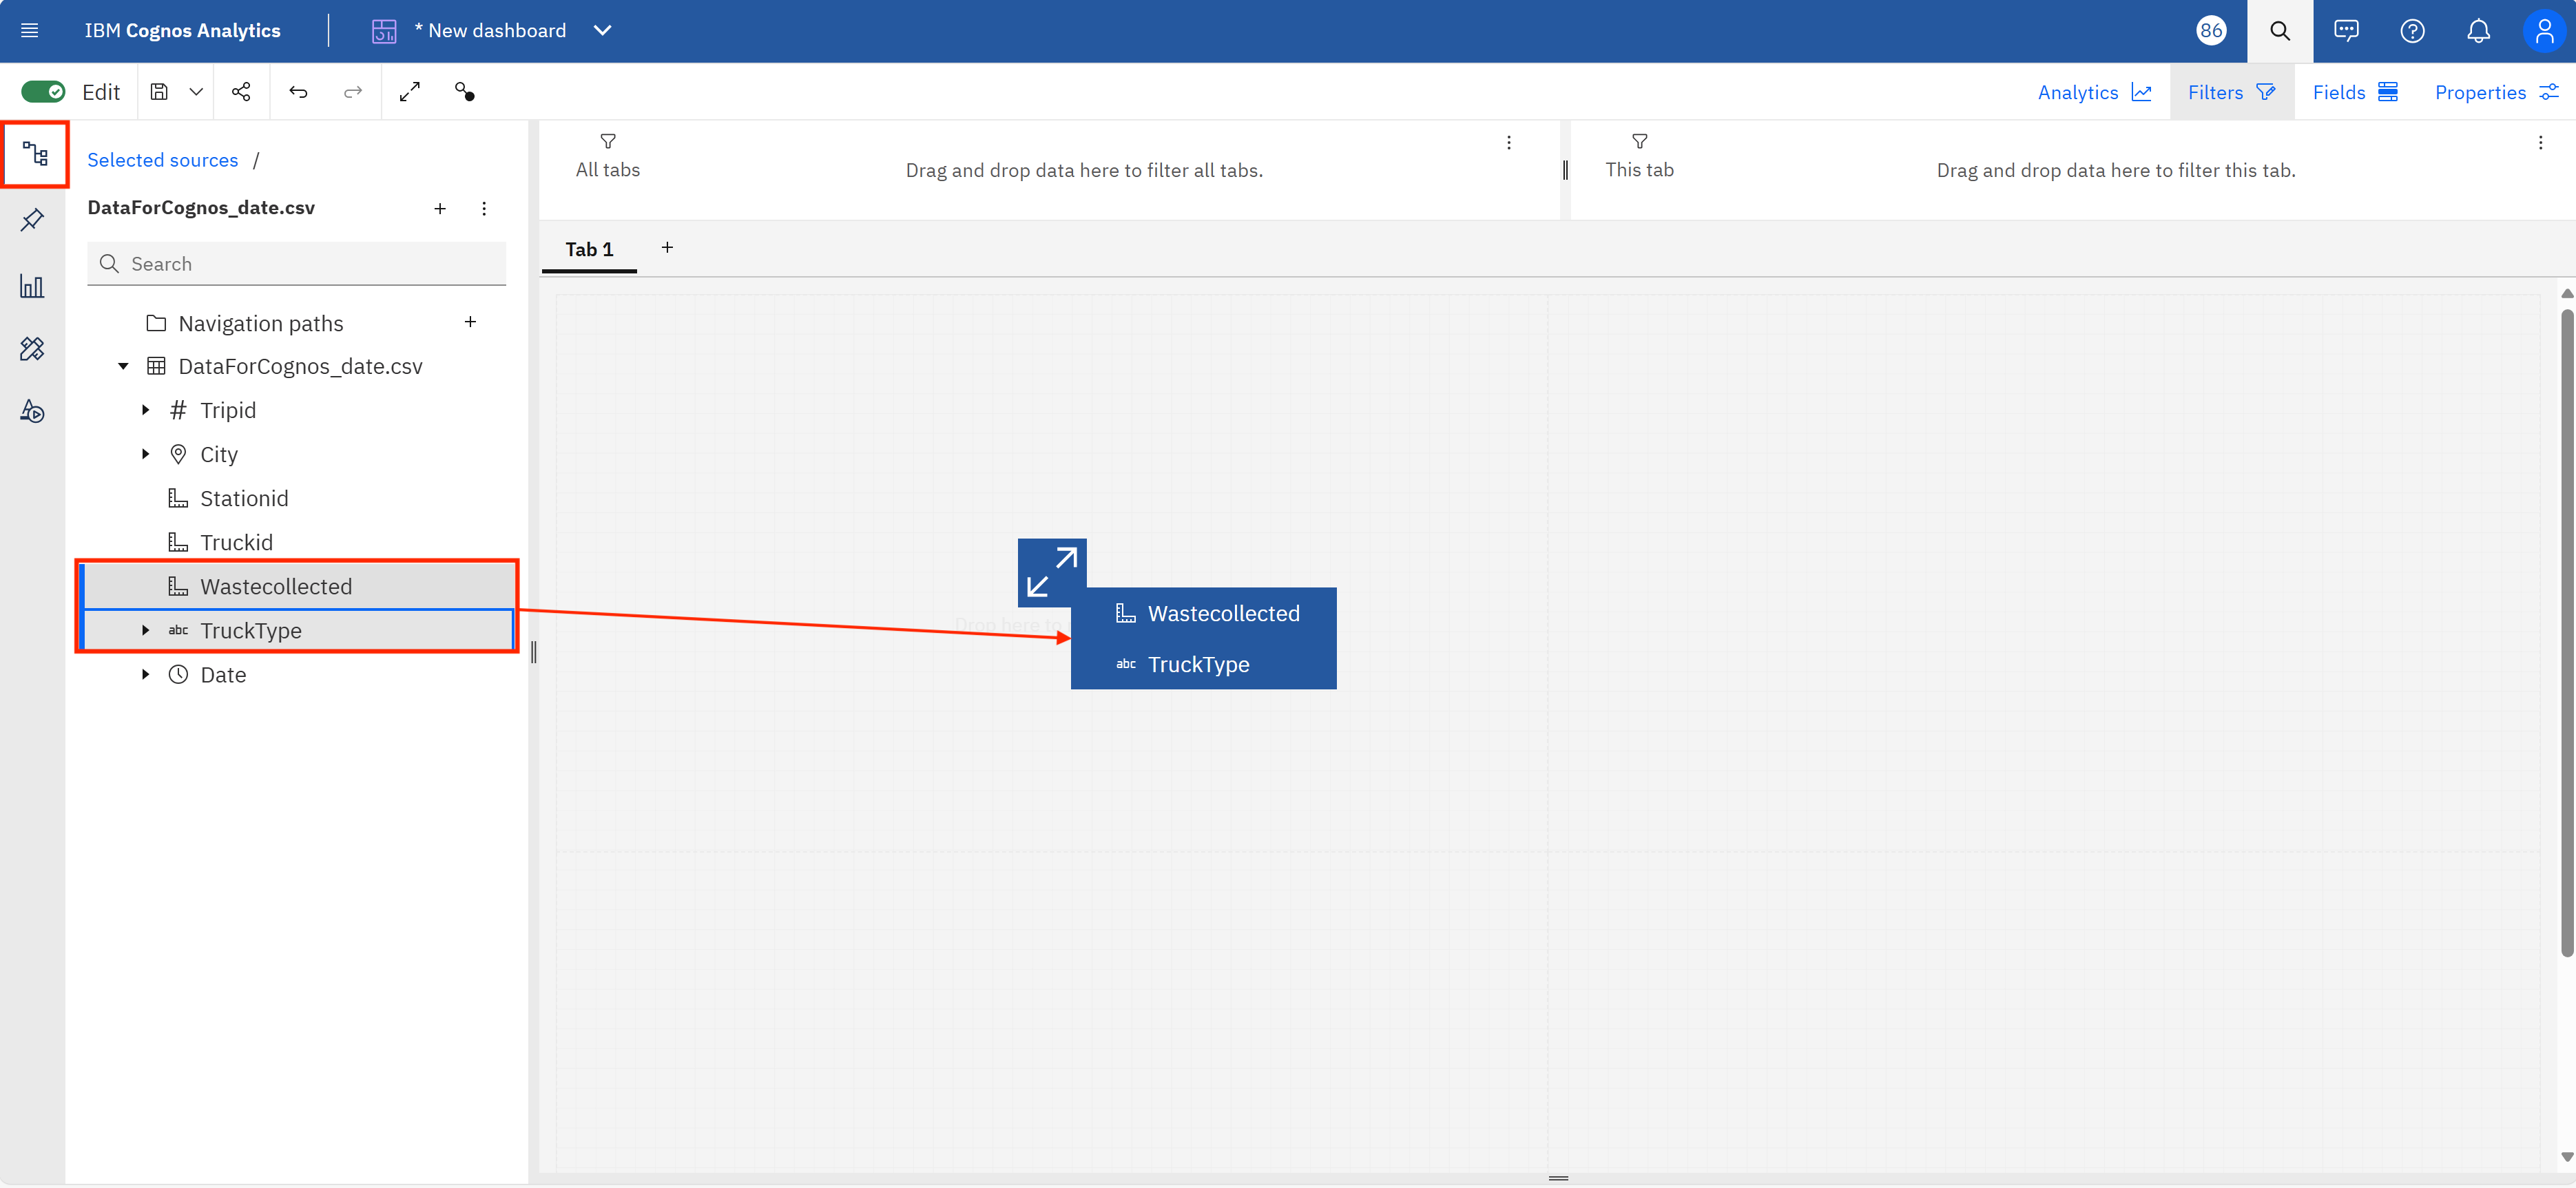 IBM Cognos Analytics
* New dashboard
86
Edit
Analytics
Filters
Fields
Properties
Selected sources /
DataForCognos_date.csv
Search
Navigation paths
DataForCognos_date.csv
# Tripid
City
Stationid
Truckid
Wastecollected
abc TruckType
Date
All tabs
Drag and drop data here to filter all tabs.
This tab
Drag and drop data here to filter this tab.
Tab 1
Drop here to
Wastecollected
abc TruckType